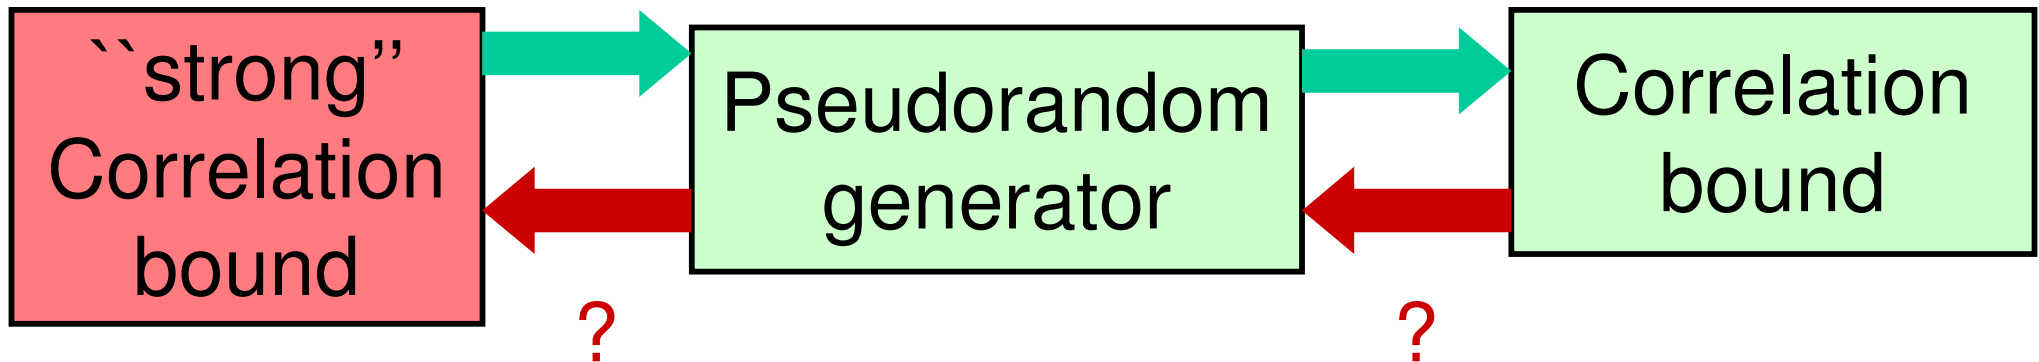 ``strong’’
Correlation
bound
Pseudorandom
generator
Correlation
bound
?
?